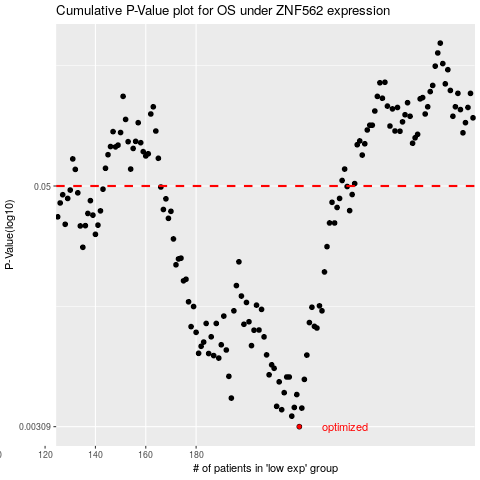 Cumulative P-Value plot for OS under ZNF562 expression
P-Value(log10)
0.05
0.00309
optimized
0
120
140
160
180
# of patients in 'low exp' group